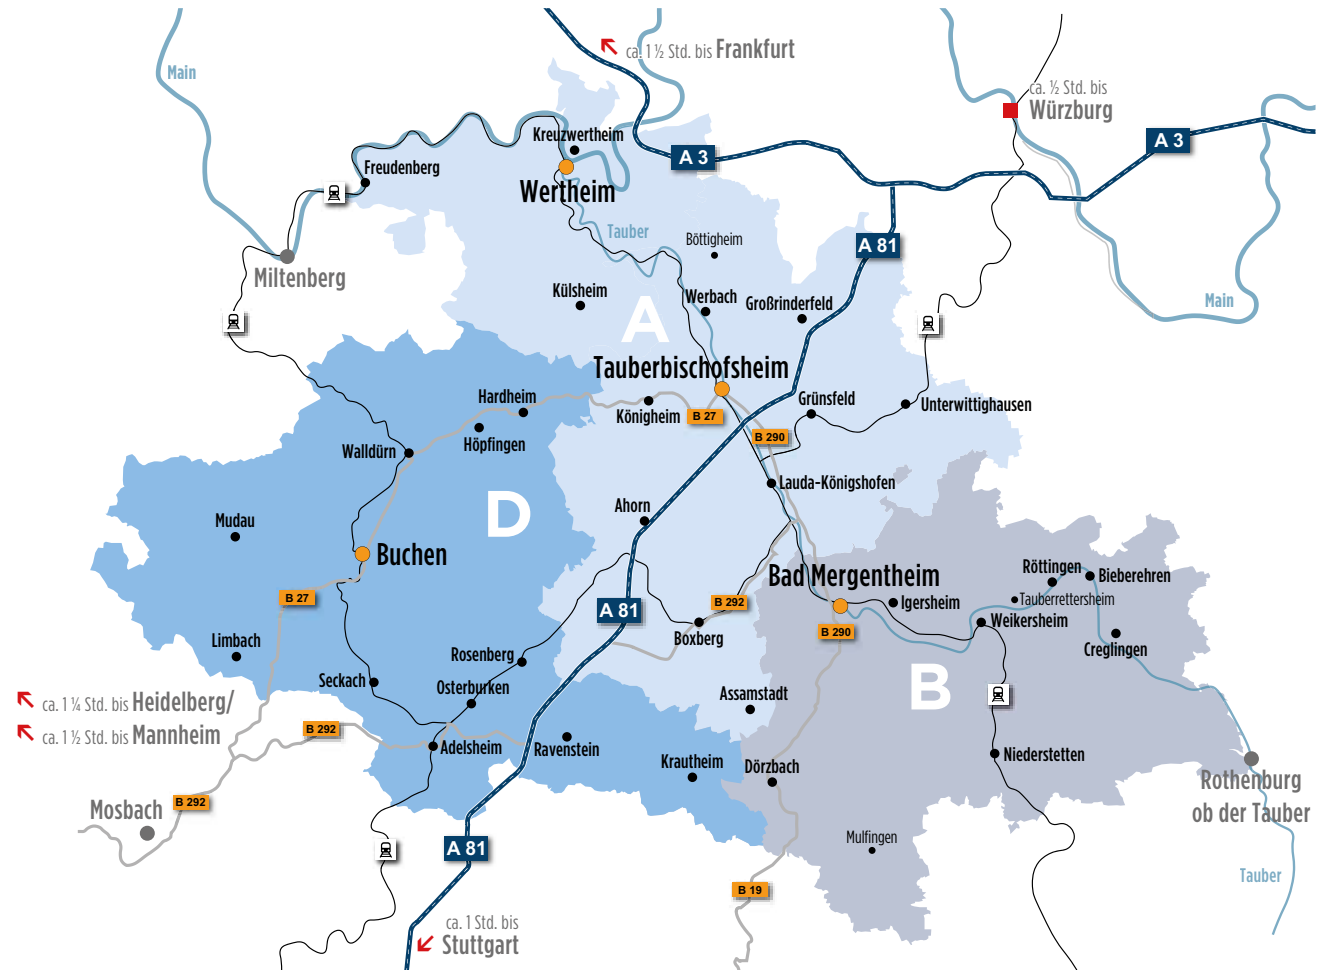 ca. 1 ½ Std. bis Frankfurt
Main
ca. ½ Std. bis
Würzburg
Kreuzwertheim
A 3
A 3
Freudenberg
Wertheim
Tauber
Böttigheim
A 81
Miltenberg
Külsheim
Werbach
Großrinderfeld
Main
A
Tauberbischofsheim
Hardheim
Königheim
B 27
Grünsfeld
Unterwittighausen
B 290
Höpfingen
Walldürn
Lauda-Königshofen
Ahorn
D
Mudau
Buchen
Bad Mergentheim
Röttingen
Bieberehren
B 27
A 81
B 292
Igersheim
Tauberrettersheim
Weikersheim
B 290
Boxberg
Creglingen
Limbach
Rosenberg
Seckach
Osterburken
B
Assamstadt
ca. 1 ¼ Std. bis Heidelberg/
ca. 1 ½ Std. bis Mannheim
B 292
Adelsheim
Ravenstein
Krautheim
Dörzbach
Niederstetten
Rothenburg
ob der Tauber
Mosbach
B 292
Mulfingen
A 81
B 19
Tauber
ca. 1 Std. bis
Stuttgart